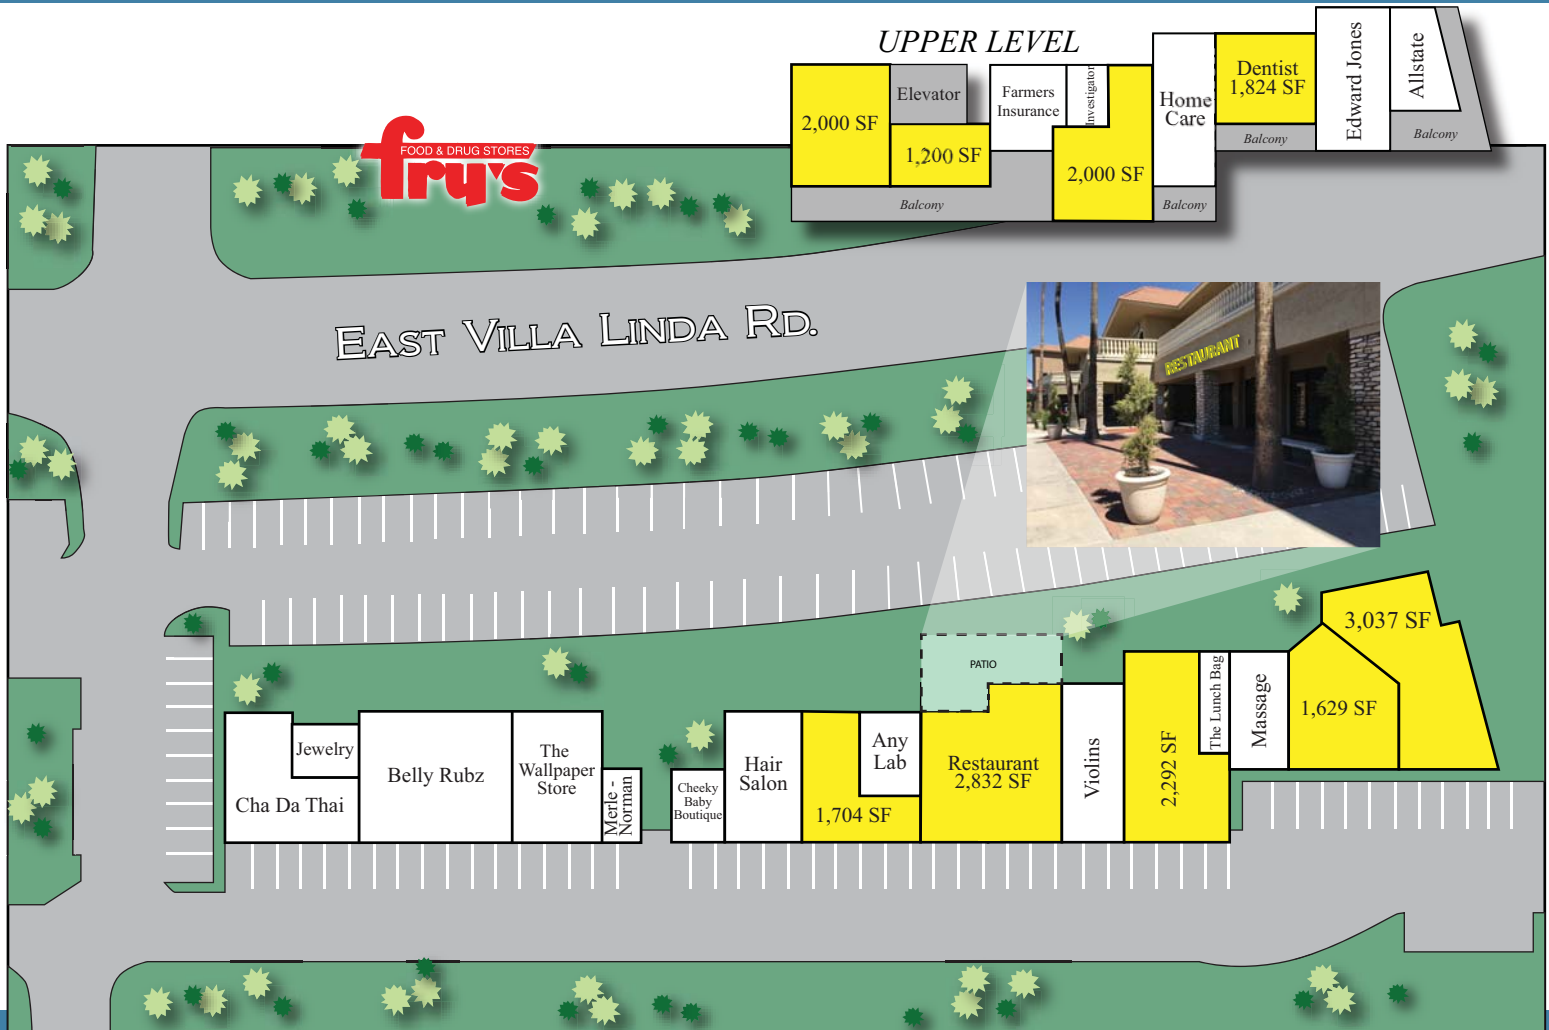 UPPER LEVEL
2,000 SF
Elevator
1,200 SF
Farmers
Insurance
Investigator
2,000 SF
Home
Care
Dentist
1,824 SF
Edward Jones
Allstate
Balcony
Balcony
Balcony
Balcony
FOOD & DRUG STORES
fry's
EAST VILLA LINDA RD.
RESTAURANT
PATIO
Cha Da Thai
Jewelry
Belly Rubz
The
Wallpaper
Store
Merle -
Norman
Cheeky
Baby
Boutique
Hair
Salon
1,704 SF
Any
Lab
Restaurant
2,832 SF
Violins
2,292 SF
The Lunch Bag
Massage
1,629 SF
3,037 SF